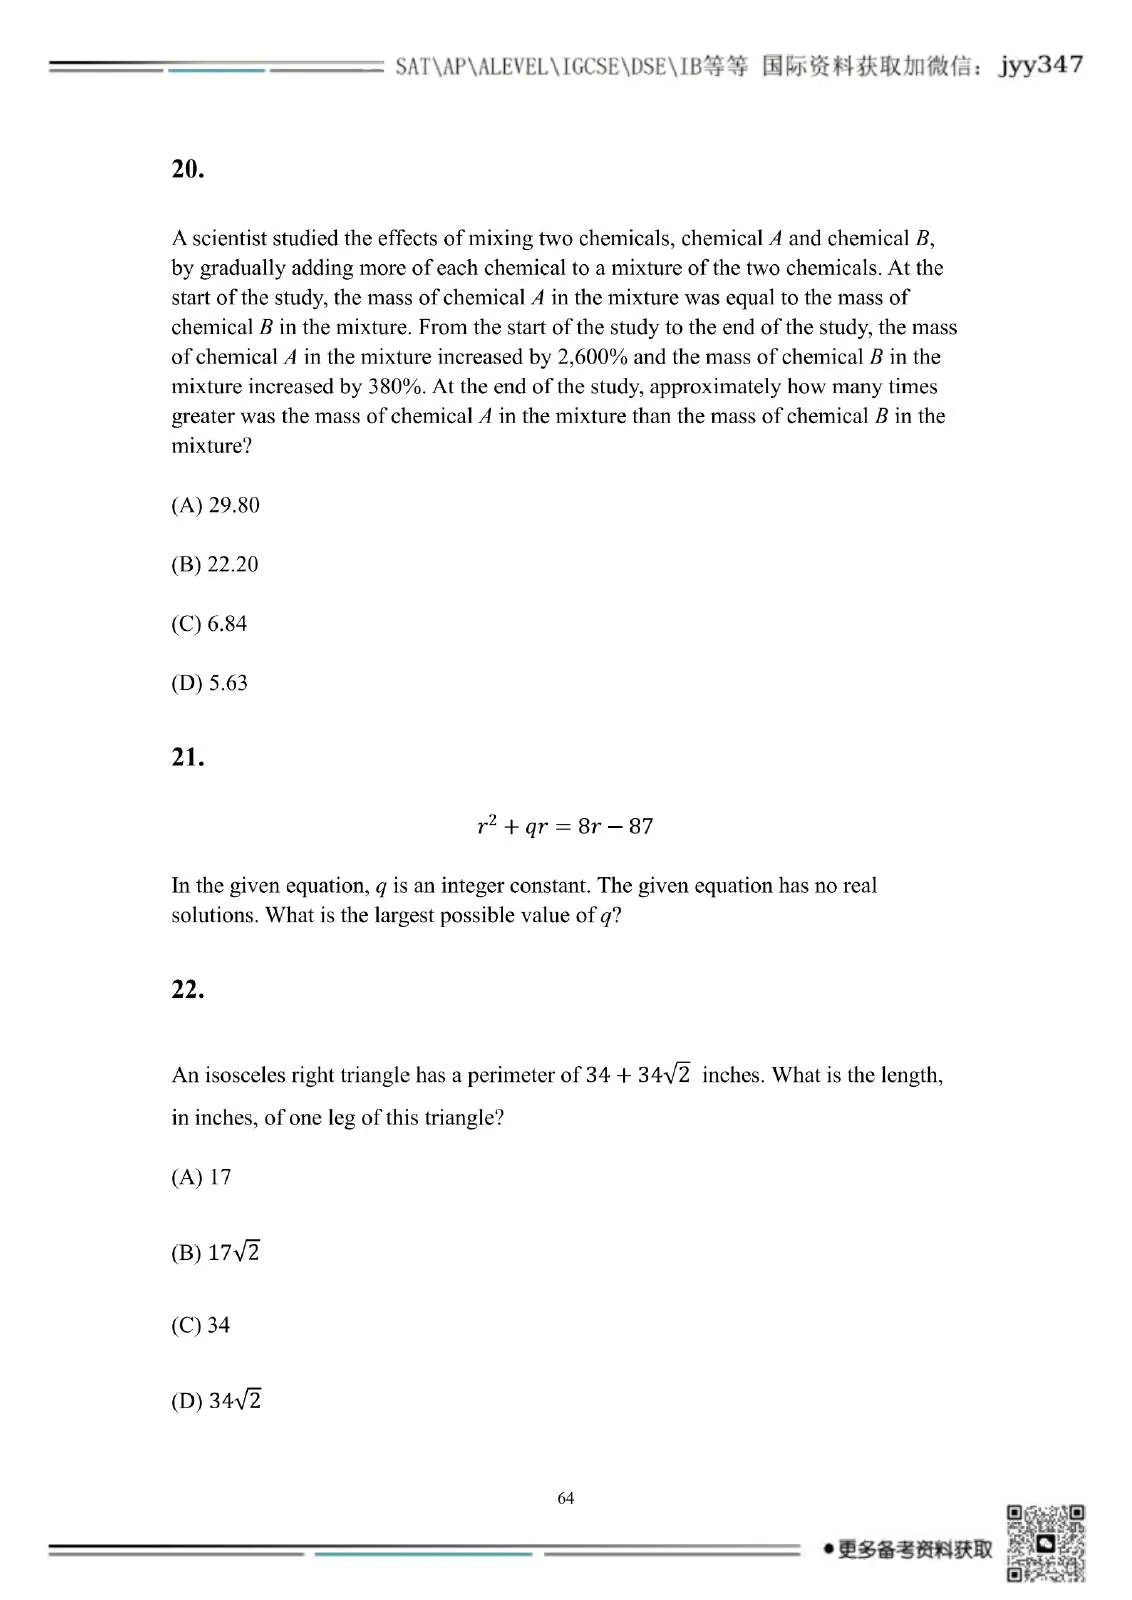 SAT\AP\ALEVEL\IGCSE\DSE\IB等等 国际资料获取加微信: jyy347
20.
A scientist studied the effects of mixing two chemicals, chemical A and chemical B,
by gradually adding more of each chemical to a mixture of the two chemicals. At the
start of the study, the mass of chemical A in the mixture was equal to the mass of
chemical B in the mixture. From the start of the study to the end of the study, the mass
of chemical A in the mixture increased by 2,600% and the mass of chemical B in the
mixture increased by 380%. At the end of the study, approximately how many times
greater was the mass of chemical A in the mixture than the mass of chemical B in the
mixture?
(A) 29.80
(B) 22.20
(C) 6.84
(D) 5.63
21.
r² + qr = 8r − 87
In the given equation, q is an integer constant. The given equation has no real
solutions. What is the largest possible value of q?
22.
An isosceles right triangle has a perimeter of 34 + 34√2 inches. What is the length,
in inches, of one leg of this triangle?
(A) 17
(B) 17√2
(C) 34
(D) 34√2
64
●更多备考资料获取